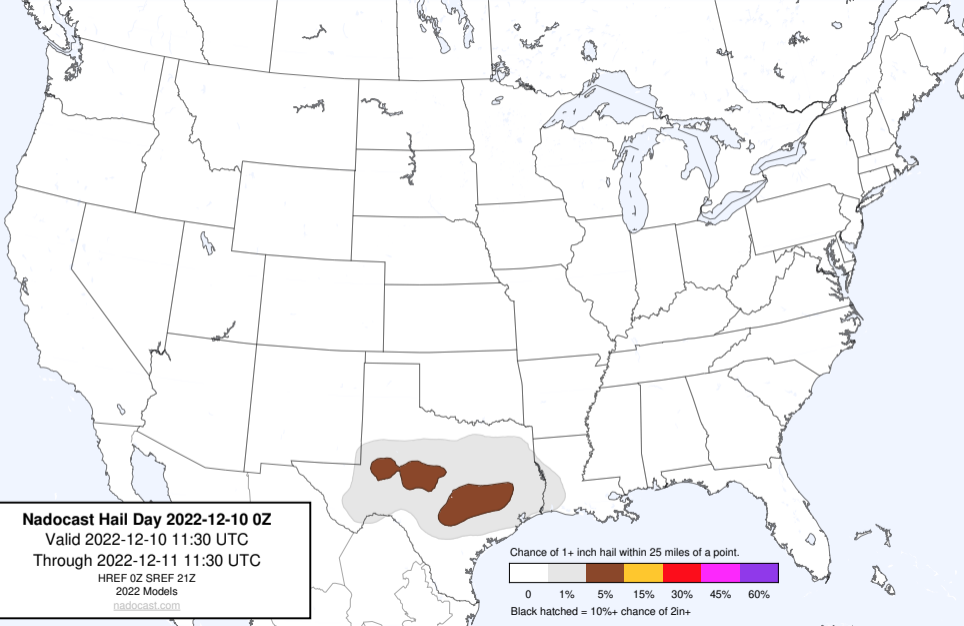 Nadocast Hail Day 2022-12-10 0Z
Valid 2022-12-10 11:30 UTC
Through 2022-12-11 11:30 UTC
HREF 0Z SREF 21Z
2022 Models
nadocast.com
Chance of 1+ inch hail within 25 miles of a point.
0 1% 5% 15% 30% 45% 60%
Black hatched = 10%+ chance of 2in+